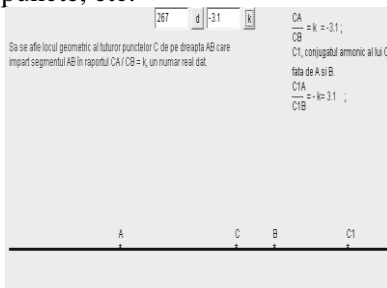 267 d -3.1 k
Sa se afle locul geometric al tuturor punctelor C de pe dreapta AB care
impart segmentul AB în raportul CA / CB = k, un numar real dat.
CA
CB
= k = -3.1 ;
C1, conjugatul armonic al lui C
fata de A si B.
C1A
C1B
= - k= 3.1 ;
A C B C1